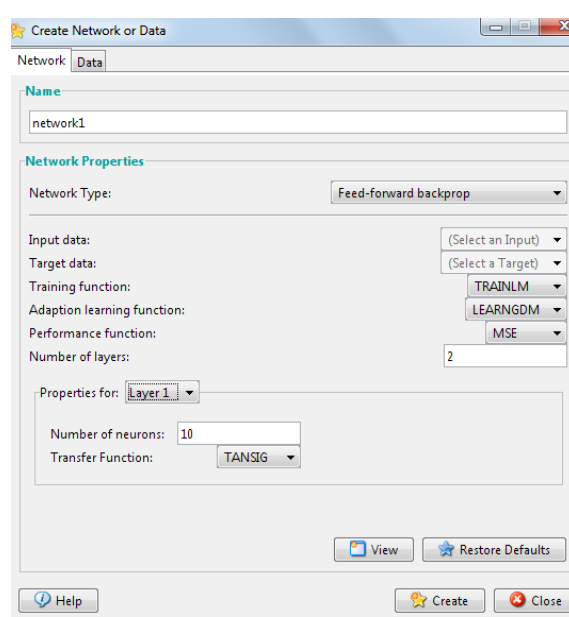 Create Network or Data
Network Data
Name
network1
Network Properties
Network Type: Feed-forward backprop
Input data: (Select an Input)
Target data: (Select a Target)
Training function: TRAINLM
Adaption learning function: LEARNGDM
Performance function: MSE
Number of layers: 2
Properties for: Layer 1
Number of neurons: 10
Transfer Function: TANSIG
View Restore Defaults
Help Create Close